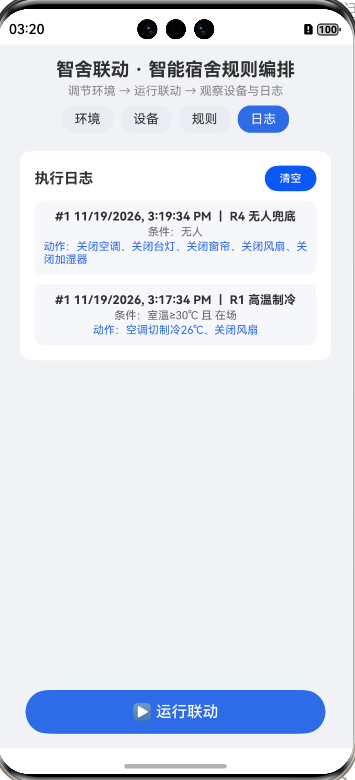 03:20
100
智舍联动 · 智能宿舍规则编排
调节环境 → 运行联动 → 观察设备与日志
环境 设备 规则 日志
执行日志 清空
#1 11/19/2026, 3:19:34 PM | R4 无人兜底
条件：无人
动作：关闭空调、关闭台灯、关闭窗帘、关闭风扇、关
闭加湿器
#1 11/19/2026, 3:17:34 PM | R1 高温制冷
条件：室温≥30℃ 且 在场
动作：空调切制冷26℃、关闭风扇
运行联动